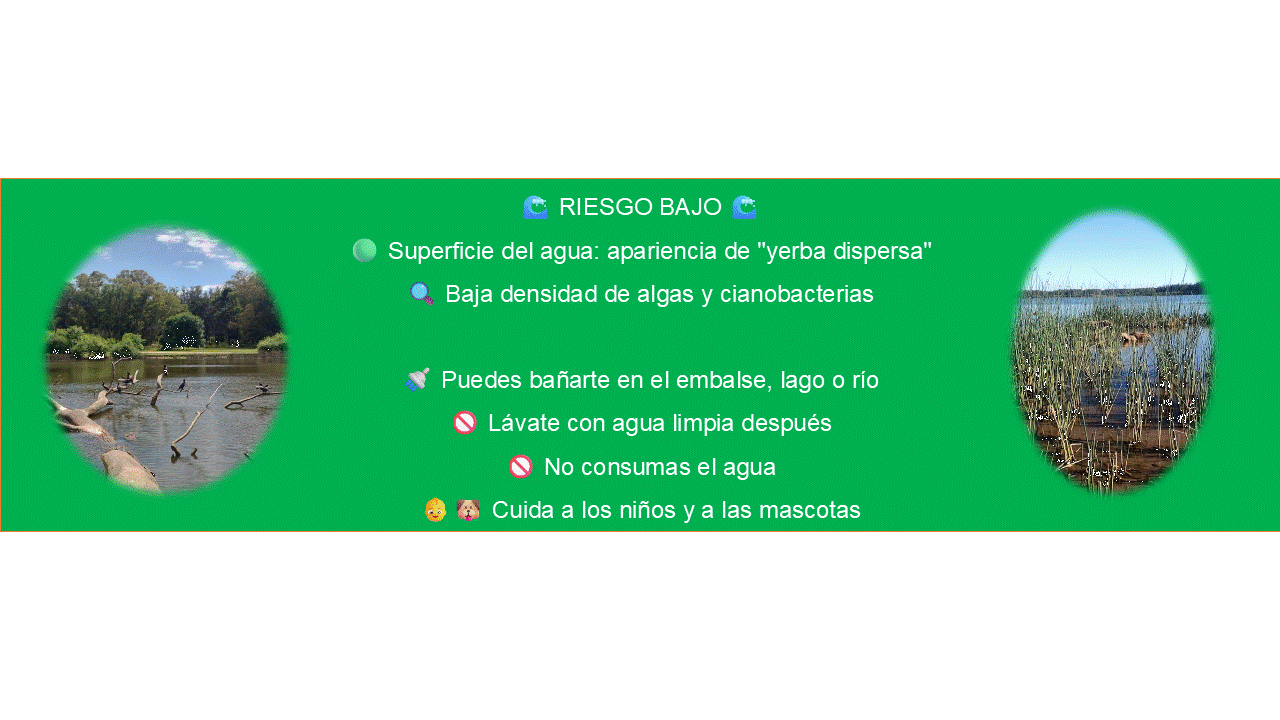 🌊 RIESGO BAJO 🌊
🟢 Superficie del agua: apariencia de "yerba dispersa"
🔍 Baja densidad de algas y cianobacterias
🚿 Puedes bañarte en el embalse, lago o río
🚫 Lávate con agua limpia después
🚫 No consumas el agua
👶 🐶 Cuida a los niños y a las mascotas